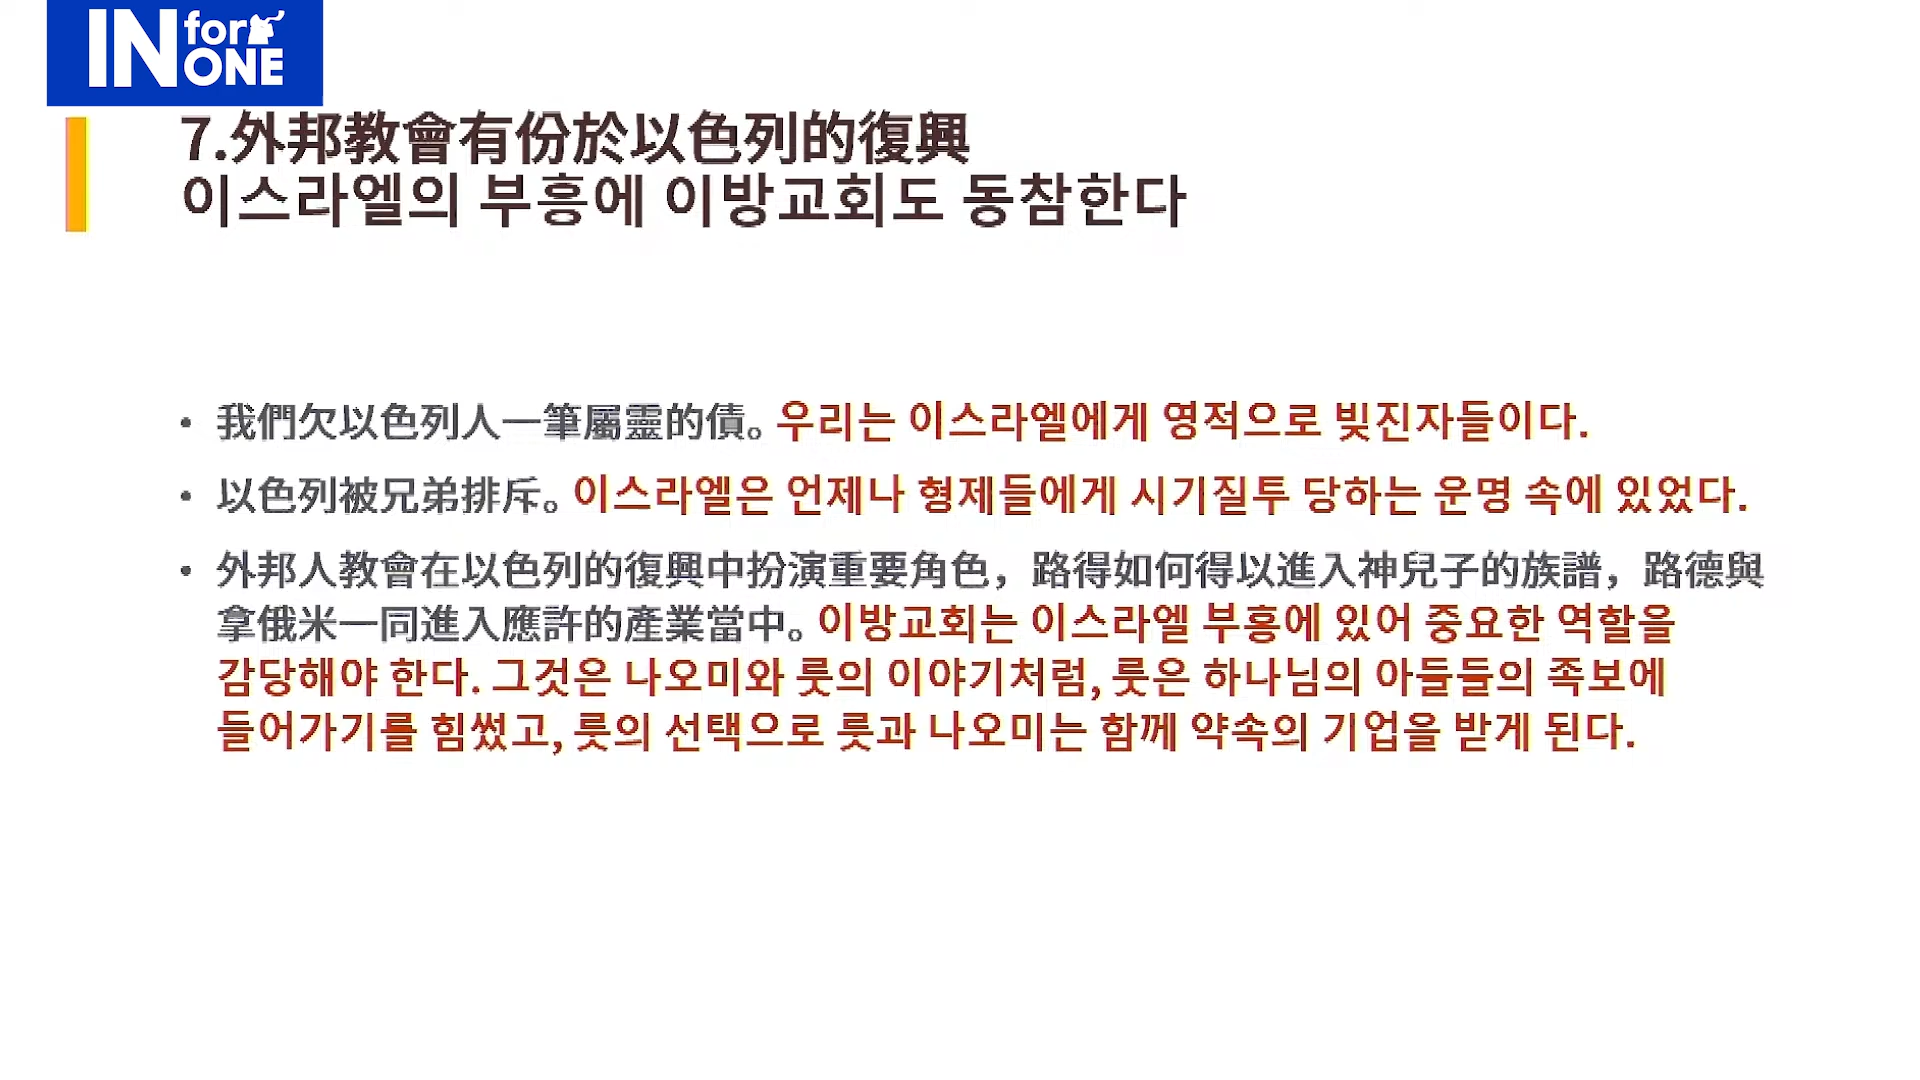 IN for ONE
7.外邦教會有份於以色列的復興
이스라엘의 부흥에 이방교회도 동참한다
• 我們欠以色列人一筆屬靈的債。우리는 이스라엘에게 영적으로 빚진자들이다.
• 以色列被兄弟排斥。이스라엘은 언제나 형제들에게 시기질투 당하는 운명 속에 있었다.
• 外邦人教會在以色列的復興中扮演重要角色，路得如何得以進入神兒子的族譜，路德與
拿俄米一同進入應許的產業當中。이방교회는 이스라엘 부흥에 있어 중요한 역할을
감당해야 한다. 그것은 나오미와 룻의 이야기처럼, 룻은 하나님의 아들들의 족보에
들어가기를 힘썼고, 룻의 선택으로 룻과 나오미는 함께 약속의 기업을 받게 된다.